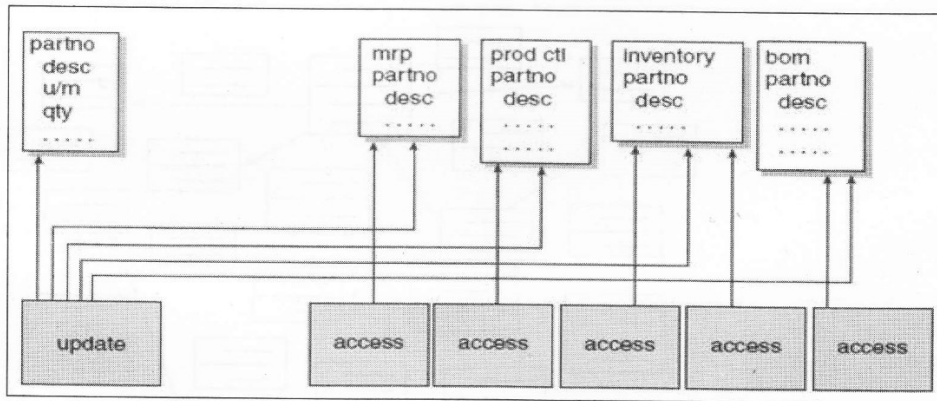 partno
desc
u/m
qty
. . . . .
mrp
partno
desc
. . . . .
prod ctl
partno
desc
. . . . .
. . . . .
inventory
partno
desc
. . . . .
bom
partno
desc
. . . . .
. . . . .
update
access
access
access
access
access